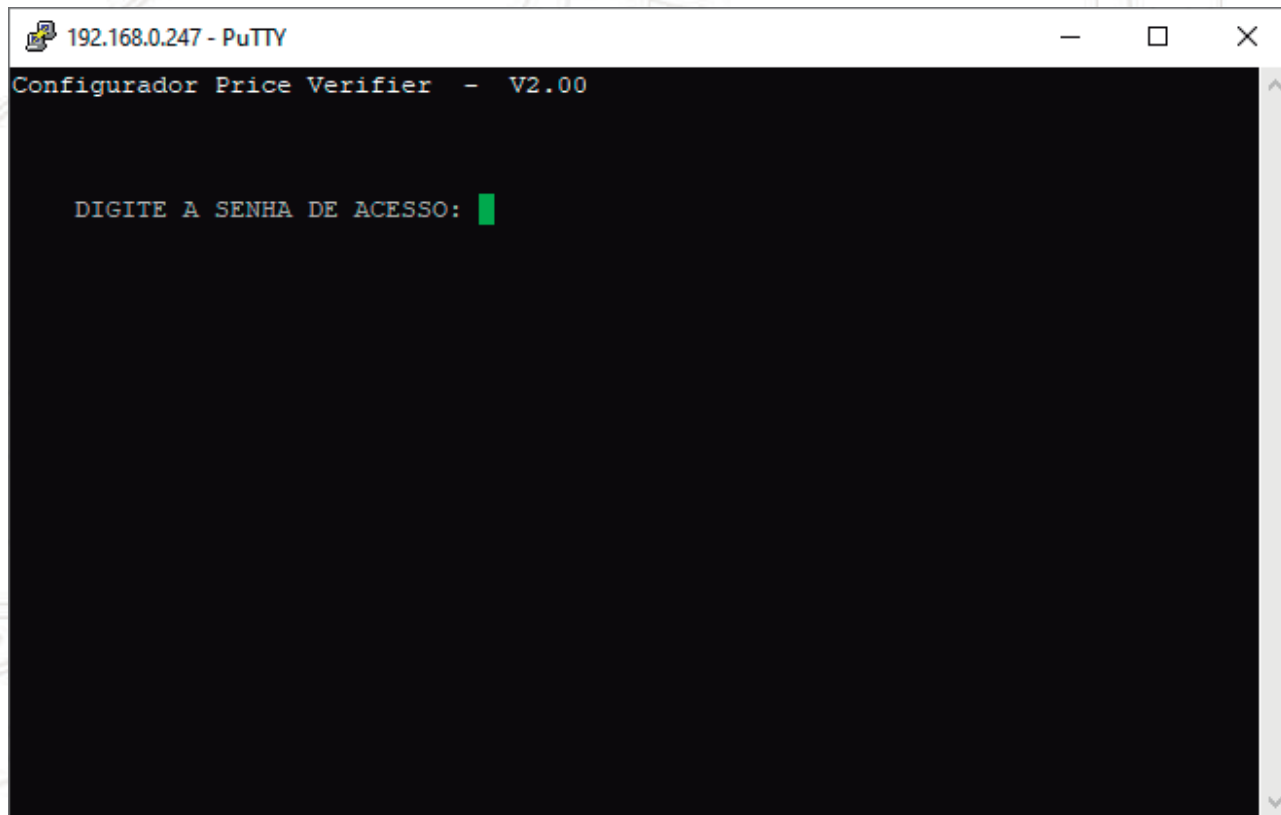 192.168.0.247 - PuTTY
Configurador Price Verifier - V2.00
DIGITE A SENHA DE ACESSO: